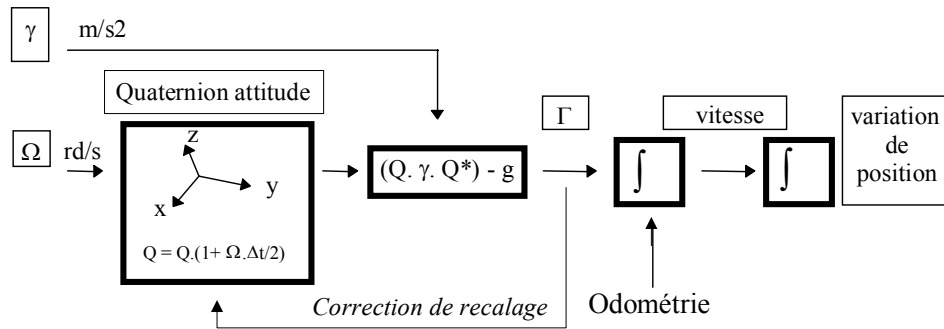 γ
m/s2
Quaternion attitude
Ω
rd/s
z
y
x
Q = Q.(1+ Ω.Δt/2)
(Q. γ. Q*) - g
Γ
∫
vitesse
∫
variation
de
position
Correction de recalage
Odométrie